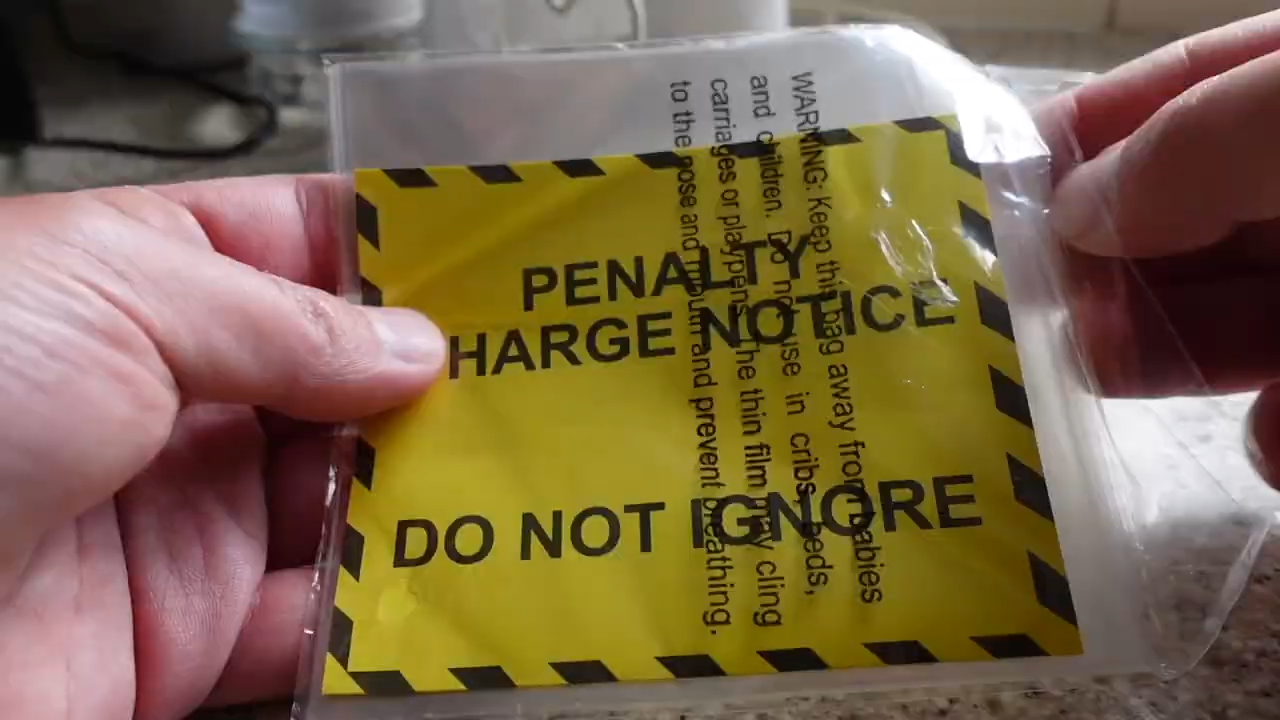 PENALTY
HARGE NOTICE
DO NOT IGNORE
WARNING: Keep this bag away from babies
and children. Do not use in cribs, beds,
carriages or playpens. The thin film may cling
to the nose and mouth and prevent breathing.